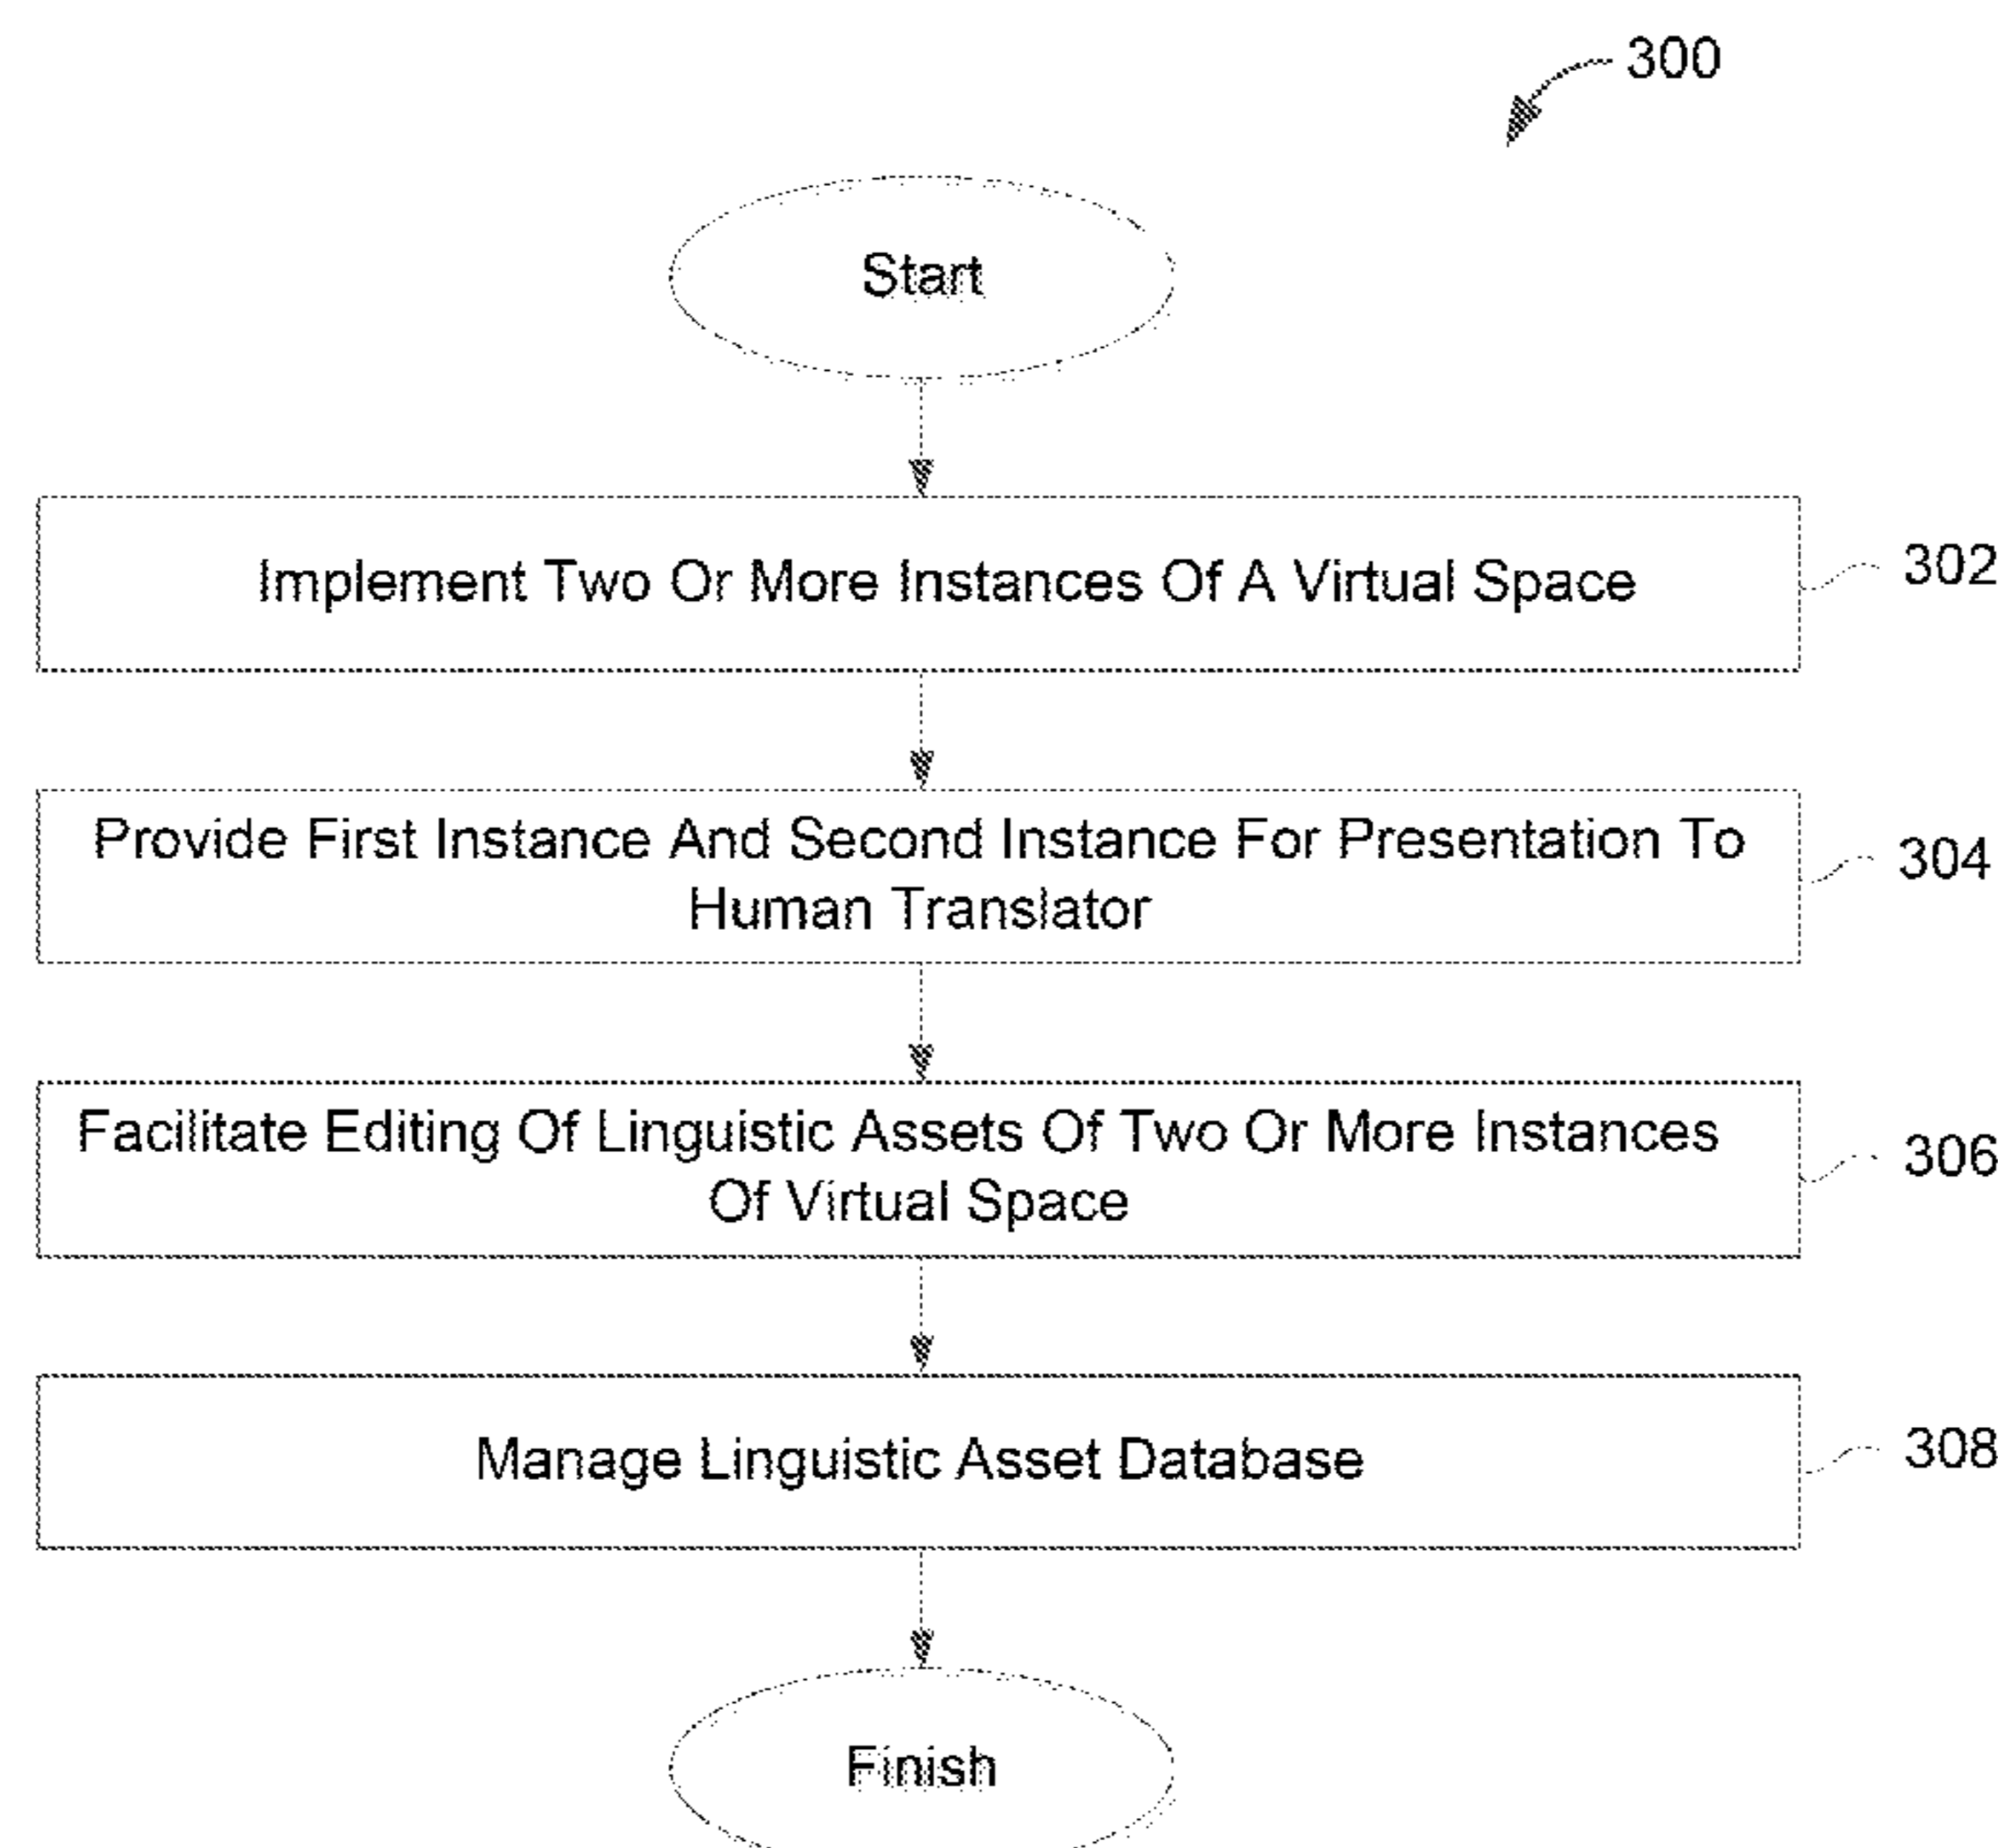 300
Start
Implement Two Or More Instances Of A Virtual Space
302
Provide First Instance And Second Instance For Presentation To
Human Translator
304
Facilitate Editing Of Linguistic Assets Of Two Or More Instances
Of Virtual Space
306
Manage Linguistic Asset Database
308
Finish